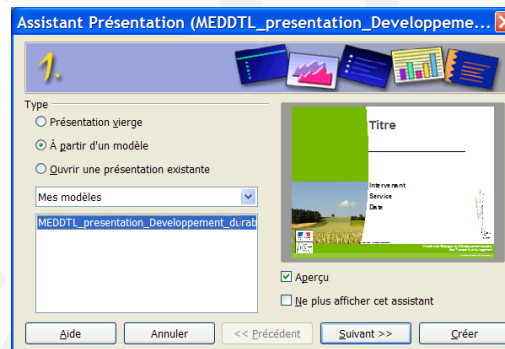 Assistant Présentation (MEDDTL_presentation_Developpeme...
1.
Type
Présentation vierge
À partir d'un modèle
Ouvrir une présentation existante
Mes modèles
MEDDTL_presentation_Developpement_durab
Titre
Intervenant
Service
Date
Aperçu
Ne plus afficher cet assistant
Aide
Annuler
<< Précédent
Suivant >>
Créer